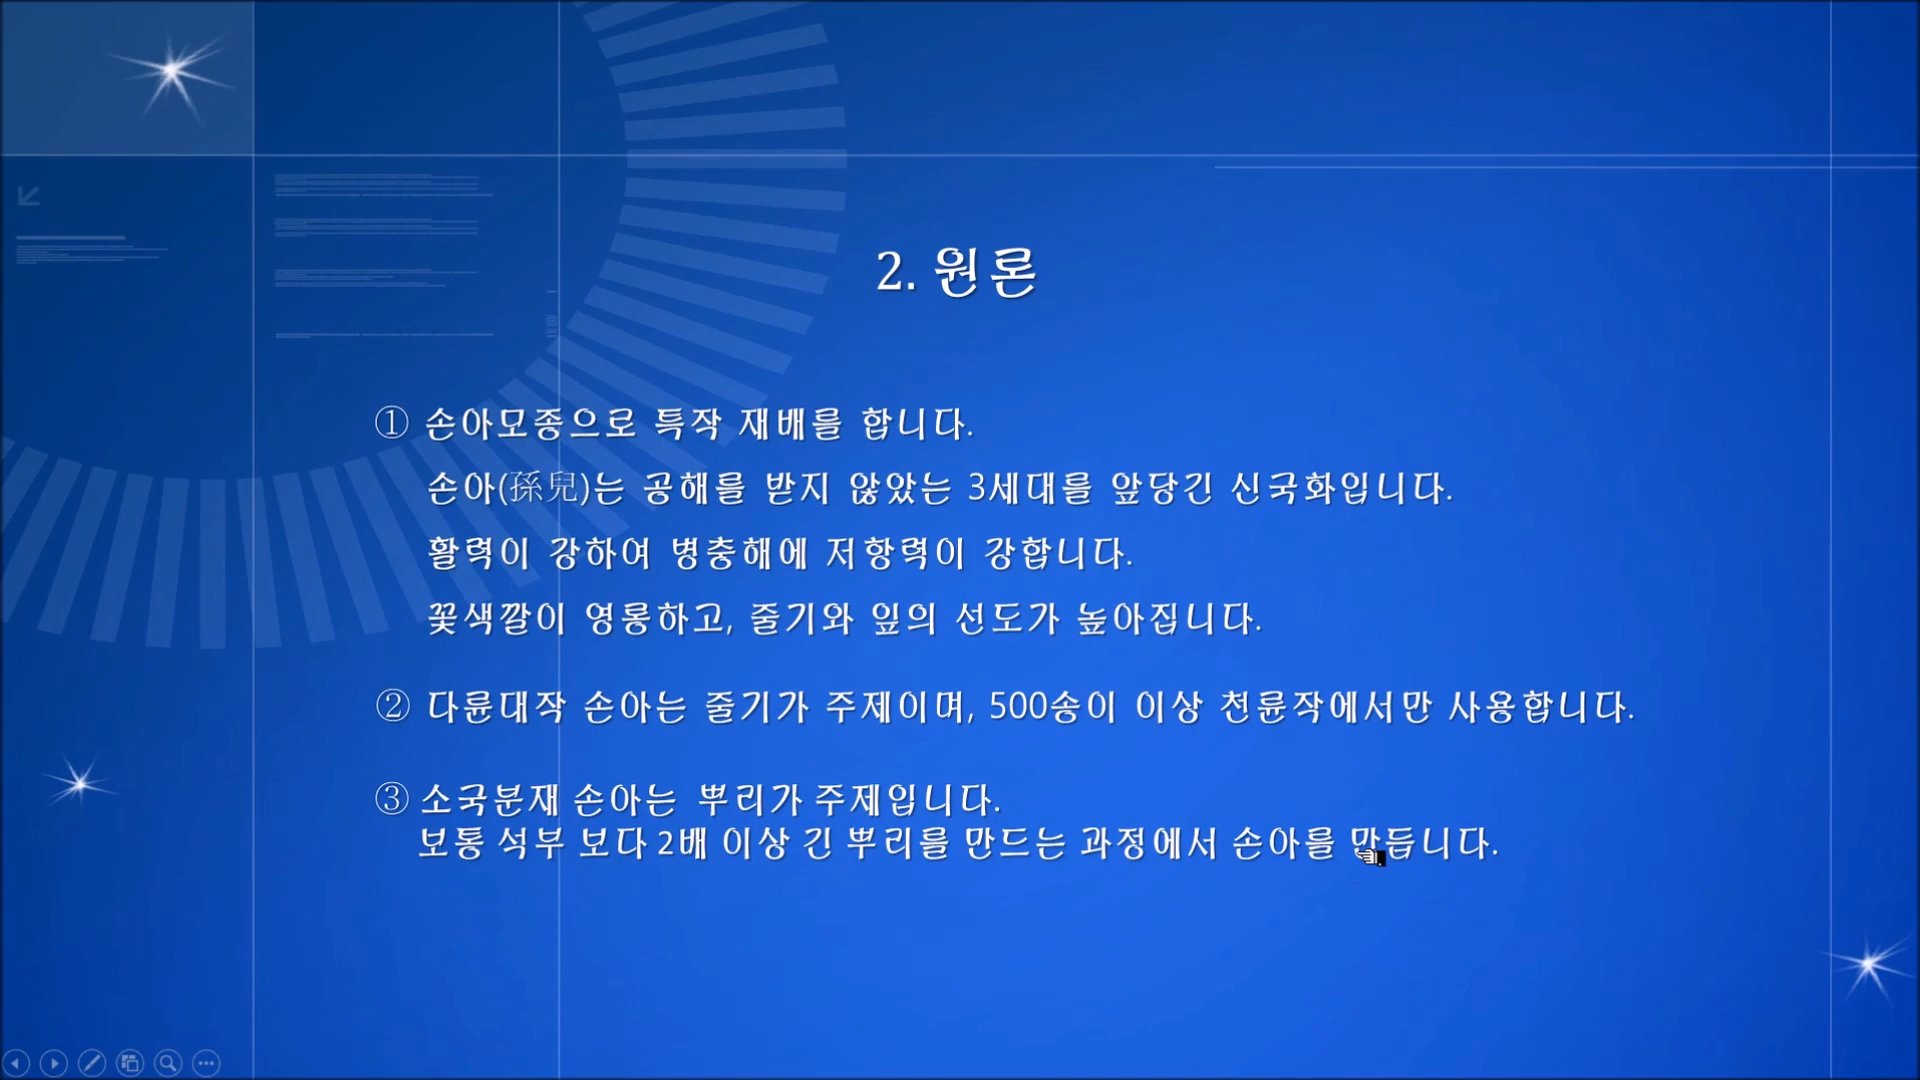 2. 원론
① 손아모종으로 특작 재배를 합니다.
손아(孫兒)는 공해를 받지 않았는 3세대를 앞당긴 신국화입니다.
활력이 강하여 병충해에 저항력이 강합니다.
꽃색깔이 영롱하고, 줄기와 잎의 선도가 높아집니다.
② 다륜대작 손아는 줄기가 주제이며, 500송이 이상 천륜작에서만 사용합니다.
③ 소국분재 손아는 뿌리가 주제입니다.
보통 석부 보다 2배 이상 긴 뿌리를 만드는 과정에서 손아를 만듭니다.